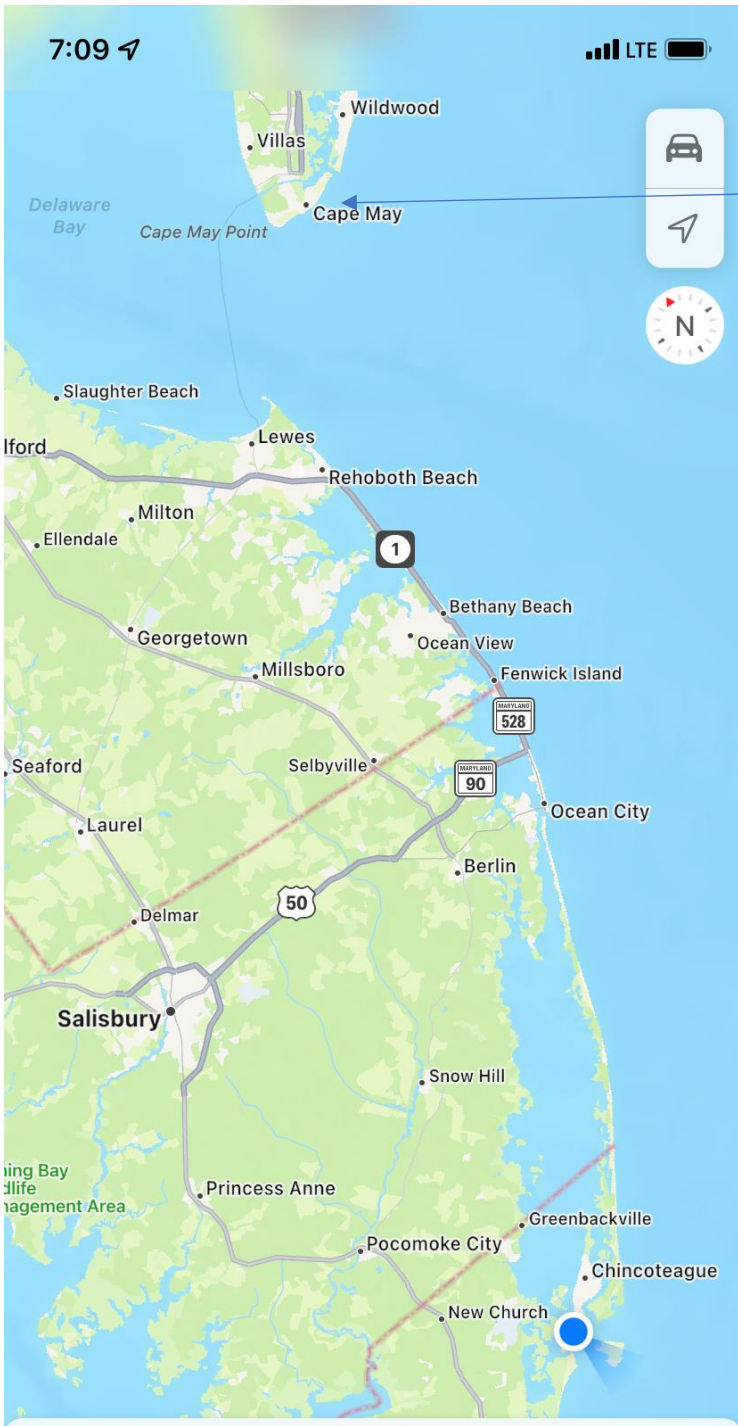 7:09
LTE
Wildwood
Villas
Delaware
Bay
Cape May
Cape May Point
N
Slaughter Beach
Lewes
lford
Rehoboth Beach
Milton
Ellendale
1
Bethany Beach
Georgetown
Ocean View
Millsboro
Fenwick Island
MARYLAND
528
Selbyville
Seaford
MARYLAND
90
Ocean City
Laurel
Berlin
50
Delmar
Salisbury
Snow Hill
ning Bay
dlife
nagement Area
Princess Anne
Greenbackville
Pocomoke City
Chincoteague
New Church